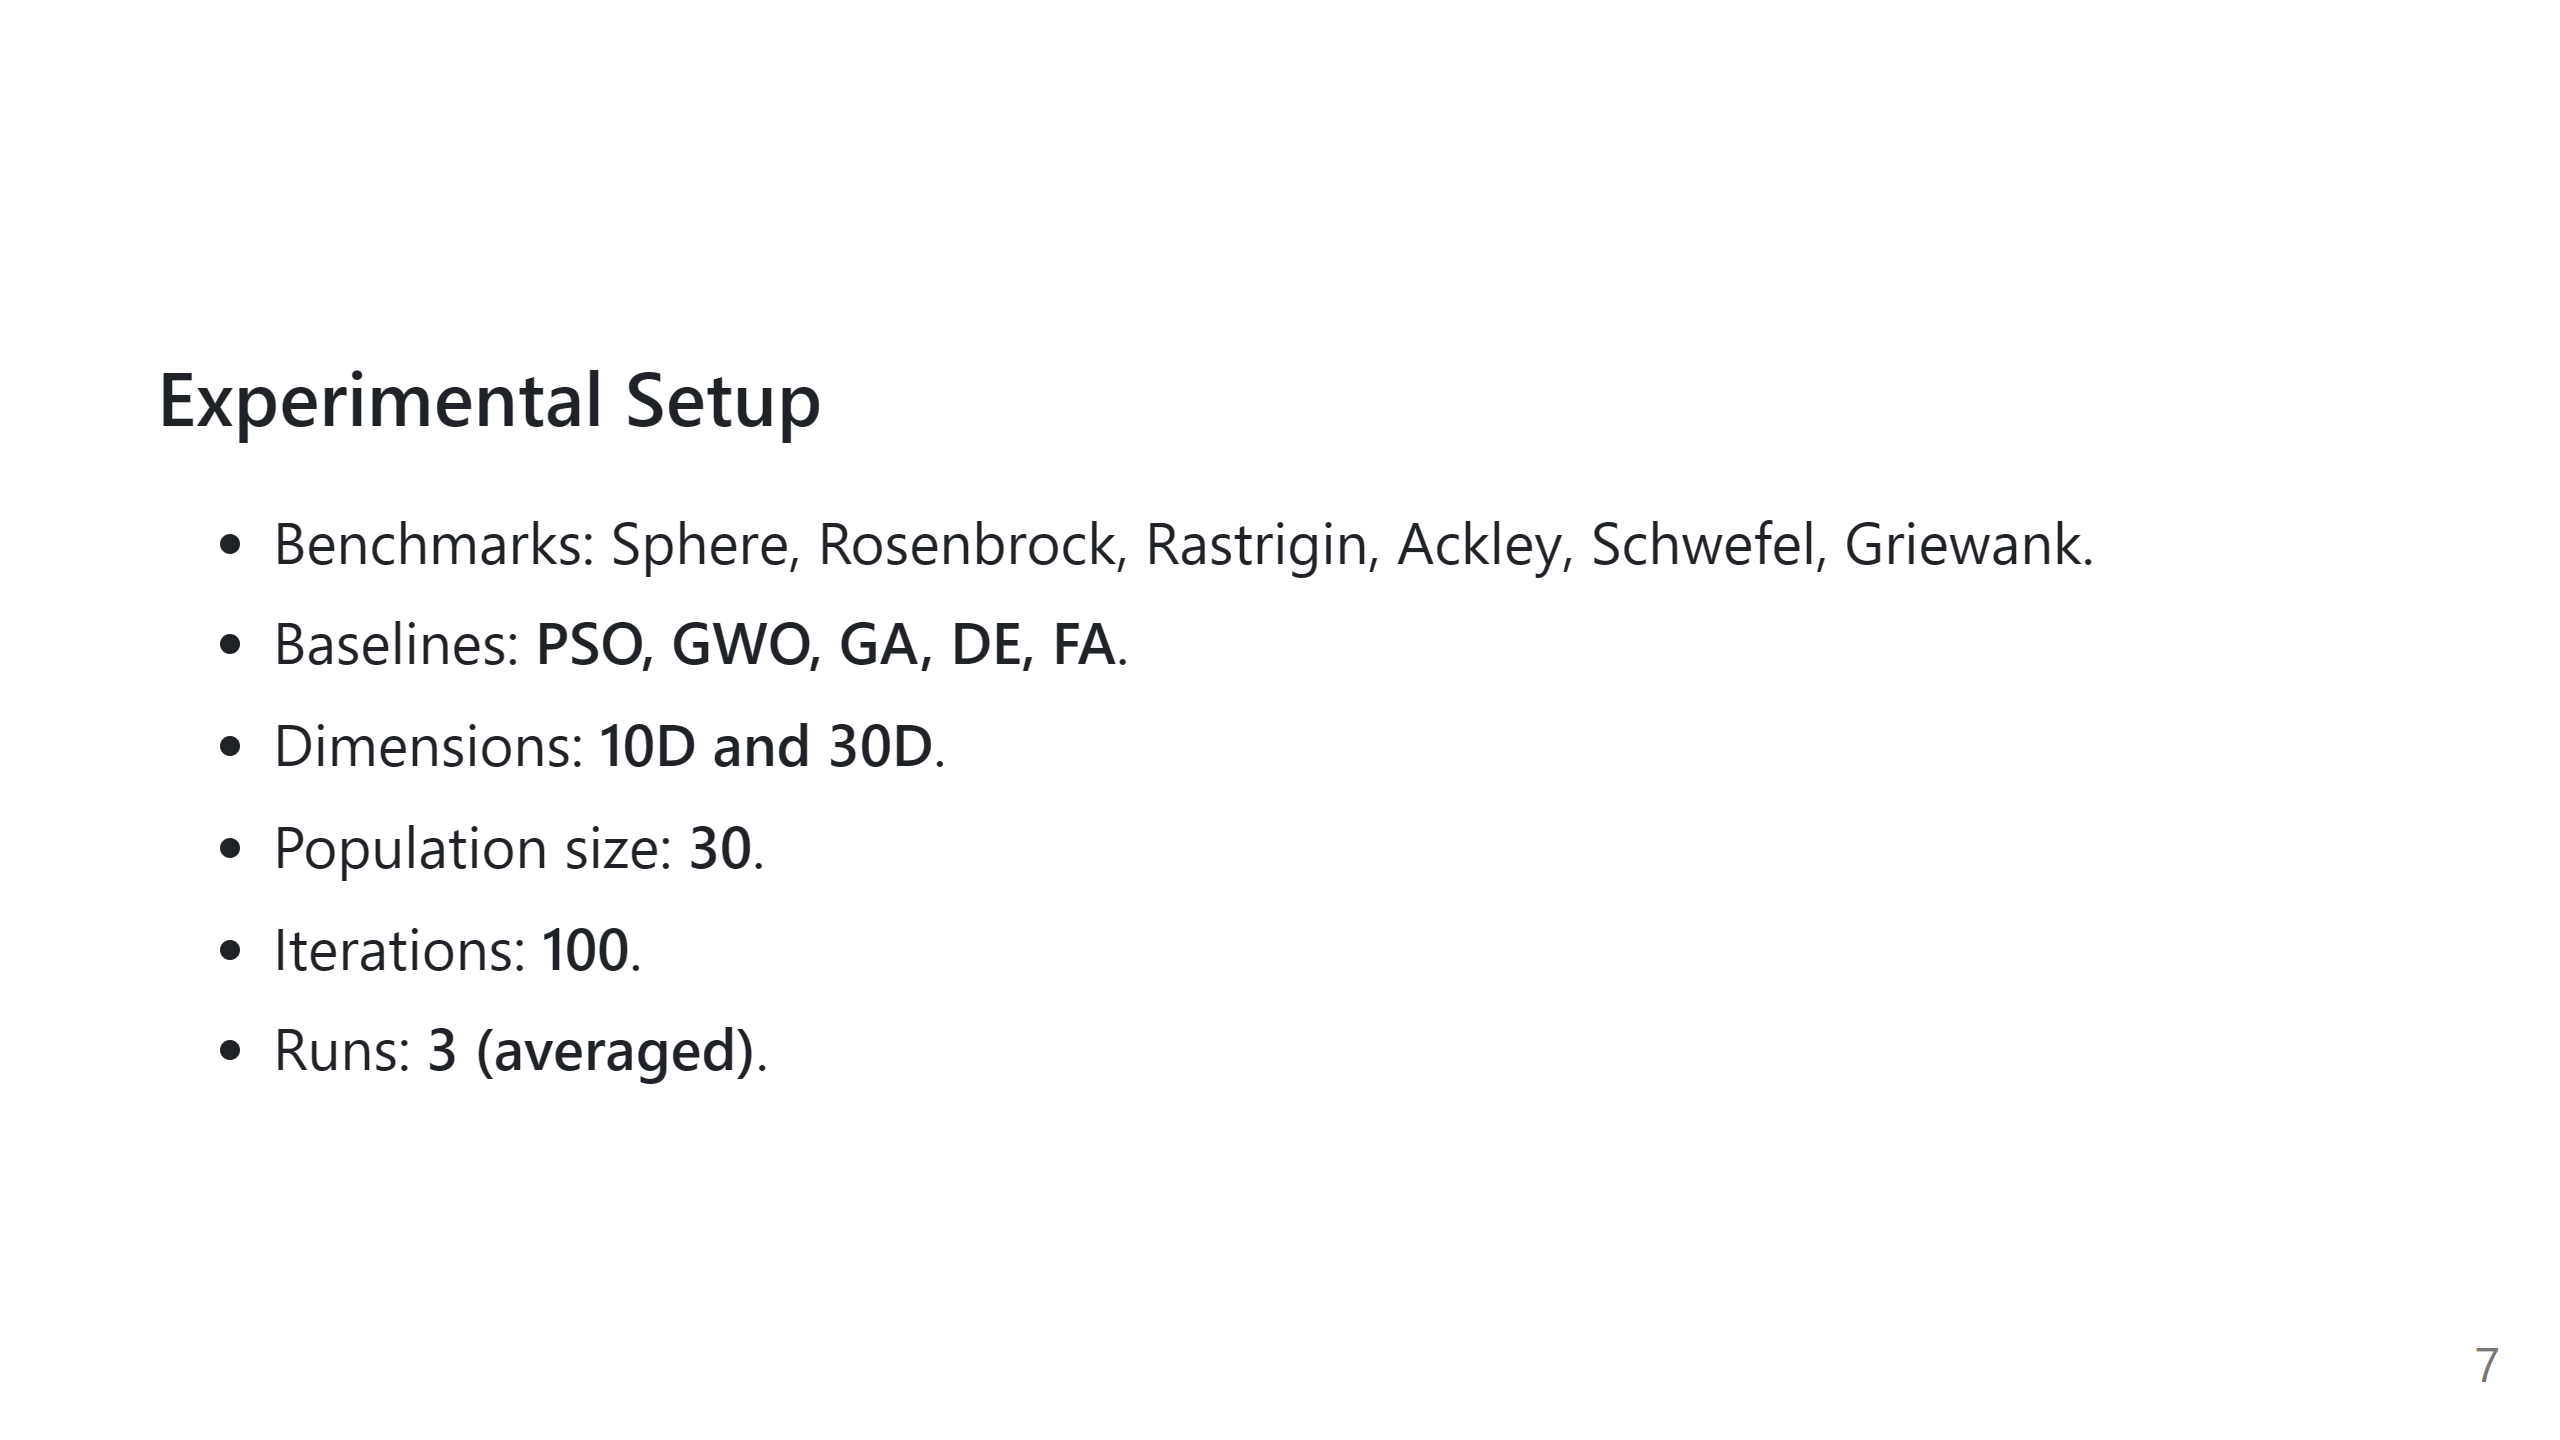 Experimental Setup
• Benchmarks: Sphere, Rosenbrock, Rastrigin, Ackley, Schwefel, Griewank.
• Baselines: PSO, GWO, GA, DE, FA.
• Dimensions: 10D and 30D.
• Population size: 30.
• Iterations: 100.
• Runs: 3 (averaged).
7